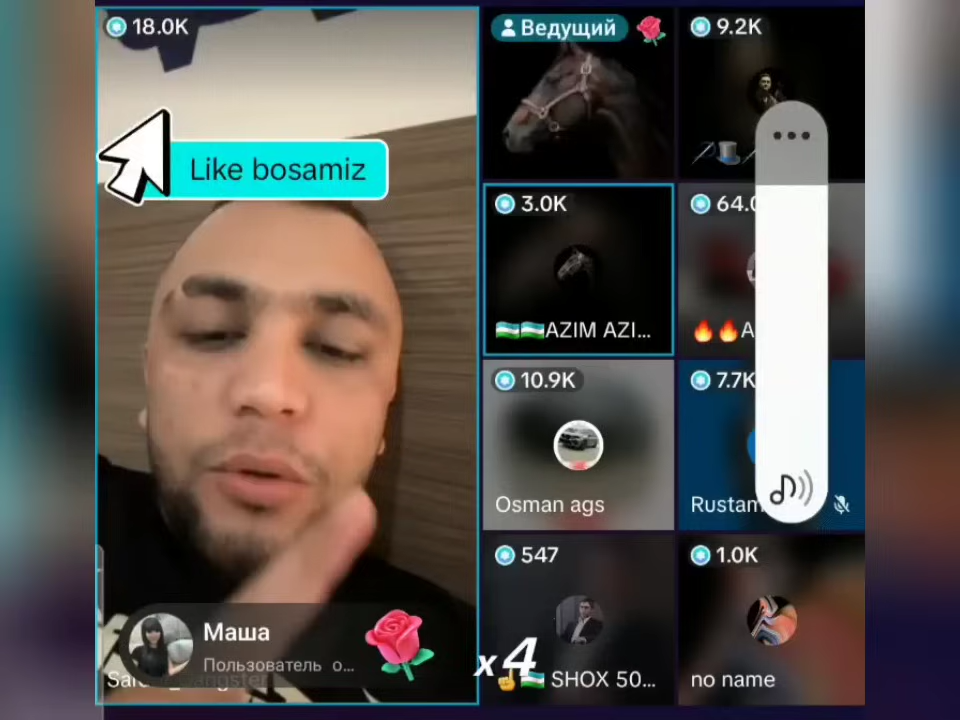 18.0K
Like bosamiz
Маша
Пользователь о...
Ведущий
9.2K
3.0K
AZIM AZI...
64.0
A
10.9K
Osman ags
7.7K
Rustam
547
SHOX 50...
1.0K
no name
x4